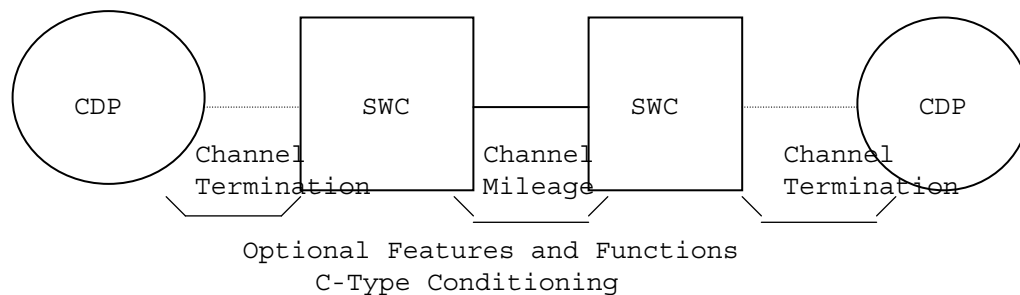 CDP SWC SWC CDP
Channel Channel Channel
Termination Mileage Termination
Optional Features and Functions
C-Type Conditioning